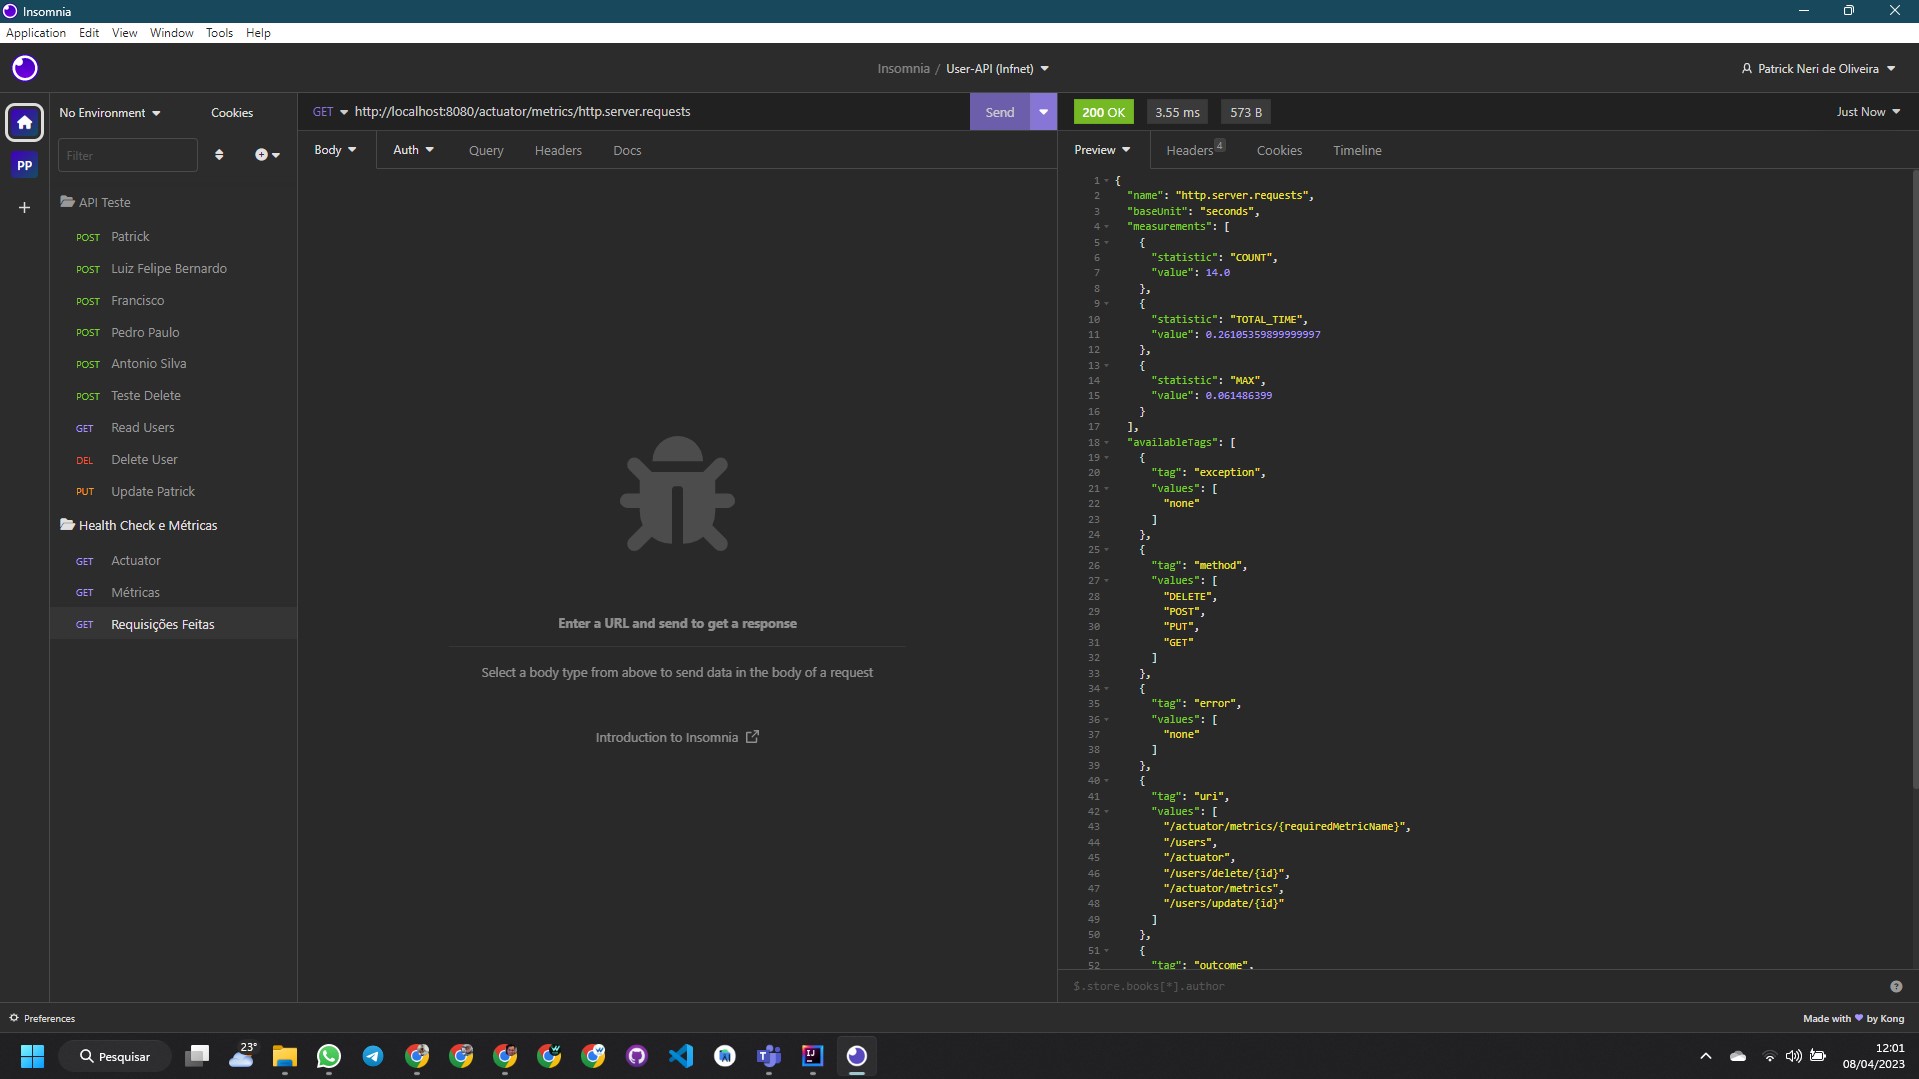 Insomnia
Application Edit View Window Tools Help
Insomnia / User-API (Infnet)
Patrick Neri de Oliveira
No Environment
Cookies
Filter
PP
API Teste
POST Patrick
POST Luiz Felipe Bernardo
POST Francisco
POST Pedro Paulo
POST Antonio Silva
POST Teste Delete
GET Read Users
DEL Delete User
PUT Update Patrick
Health Check e Métricas
GET Actuator
GET Métricas
GET Requisições Feitas
GET http://localhost:8080/actuator/metrics/http.server.requests
Send
Body Auth Query Headers Docs
Enter a URL and send to get a response
Select a body type from above to send data in the body of a request
Introduction to Insomnia
200 OK 3.55 ms 573 B
Just Now
Preview Headers 4 Cookies Timeline
1 {
2 "name": "http.server.requests",
3 "baseUnit": "seconds",
4 "measurements": [
5 {
6 "statistic": "COUNT",
7 "value": 14.0
8 },
9 {
10 "statistic": "TOTAL_TIME",
11 "value": 0.26105359899999997
12 },
13 {
14 "statistic": "MAX",
15 "value": 0.061486399
16 }
17 ],
18 "availableTags": [
19 {
20 "tag": "exception",
21 "values": [
22 "none"
23 ]
24 },
25 {
26 "tag": "method",
27 "values": [
28 "DELETE",
29 "POST",
30 "PUT",
31 "GET"
32 ]
33 },
34 {
35 "tag": "error",
36 "values": [
37 "none"
38 ]
39 },
40 {
41 "tag": "uri",
42 "values": [
43 "/actuator/metrics/{requiredMetricName}",
44 "/users",
45 "/actuator",
46 "/users/delete/{id}",
47 "/actuator/metrics",
48 "/users/update/{id}"
49 ]
50 },
51 {
52 "tag": "outcome",
$.store.books[*].author
Preferences
Made with ♥ by Kong
Pesquisar
23°
12:01
08/04/2023